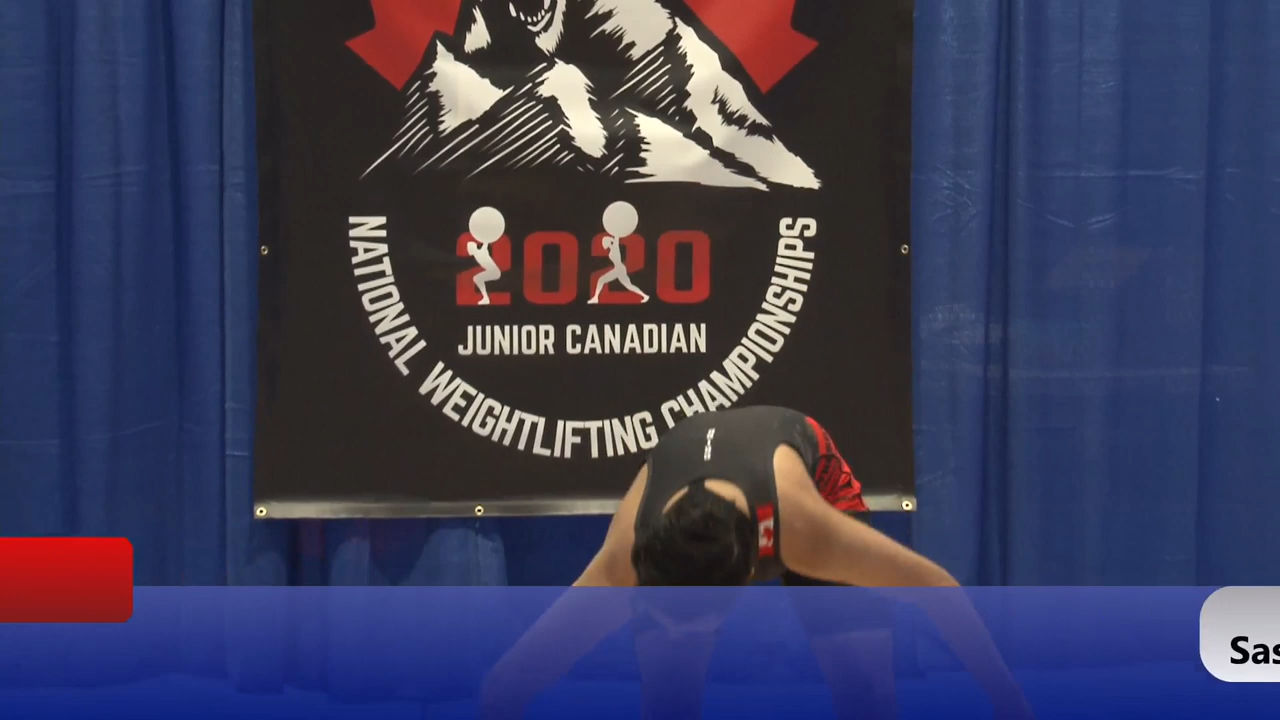 2020
JUNIOR CANADIAN
NATIONAL WEIGHTLIFTING CHAMPIONSHIPS
Sas